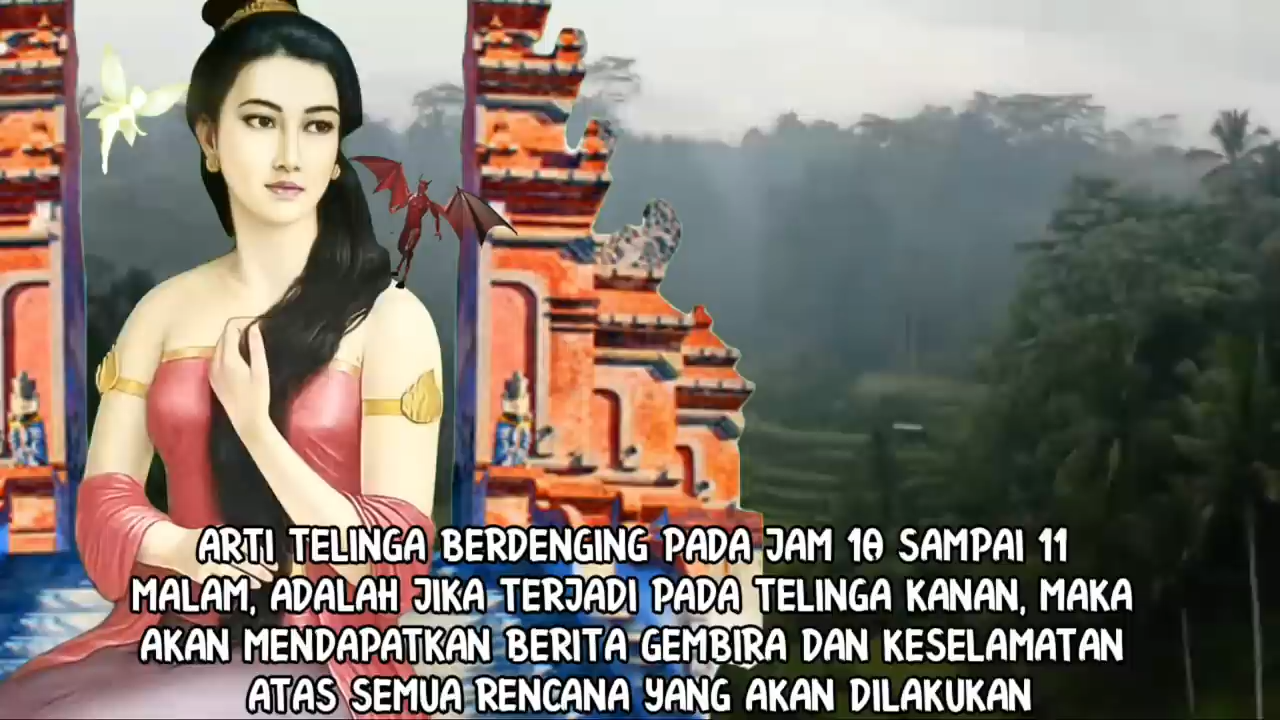 ARTI TELINGA BERDENGING PADA JAM 10 SAMPAI 11
MALAM, ADALAH JIKA TERJADI PADA TELINGA KANAN, MAKA
AKAN MENDAPATKAN BERITA GEMBIRA DAN KESELAMATAN
ATAS SEMUA RENCANA YANG AKAN DILAKUKAN